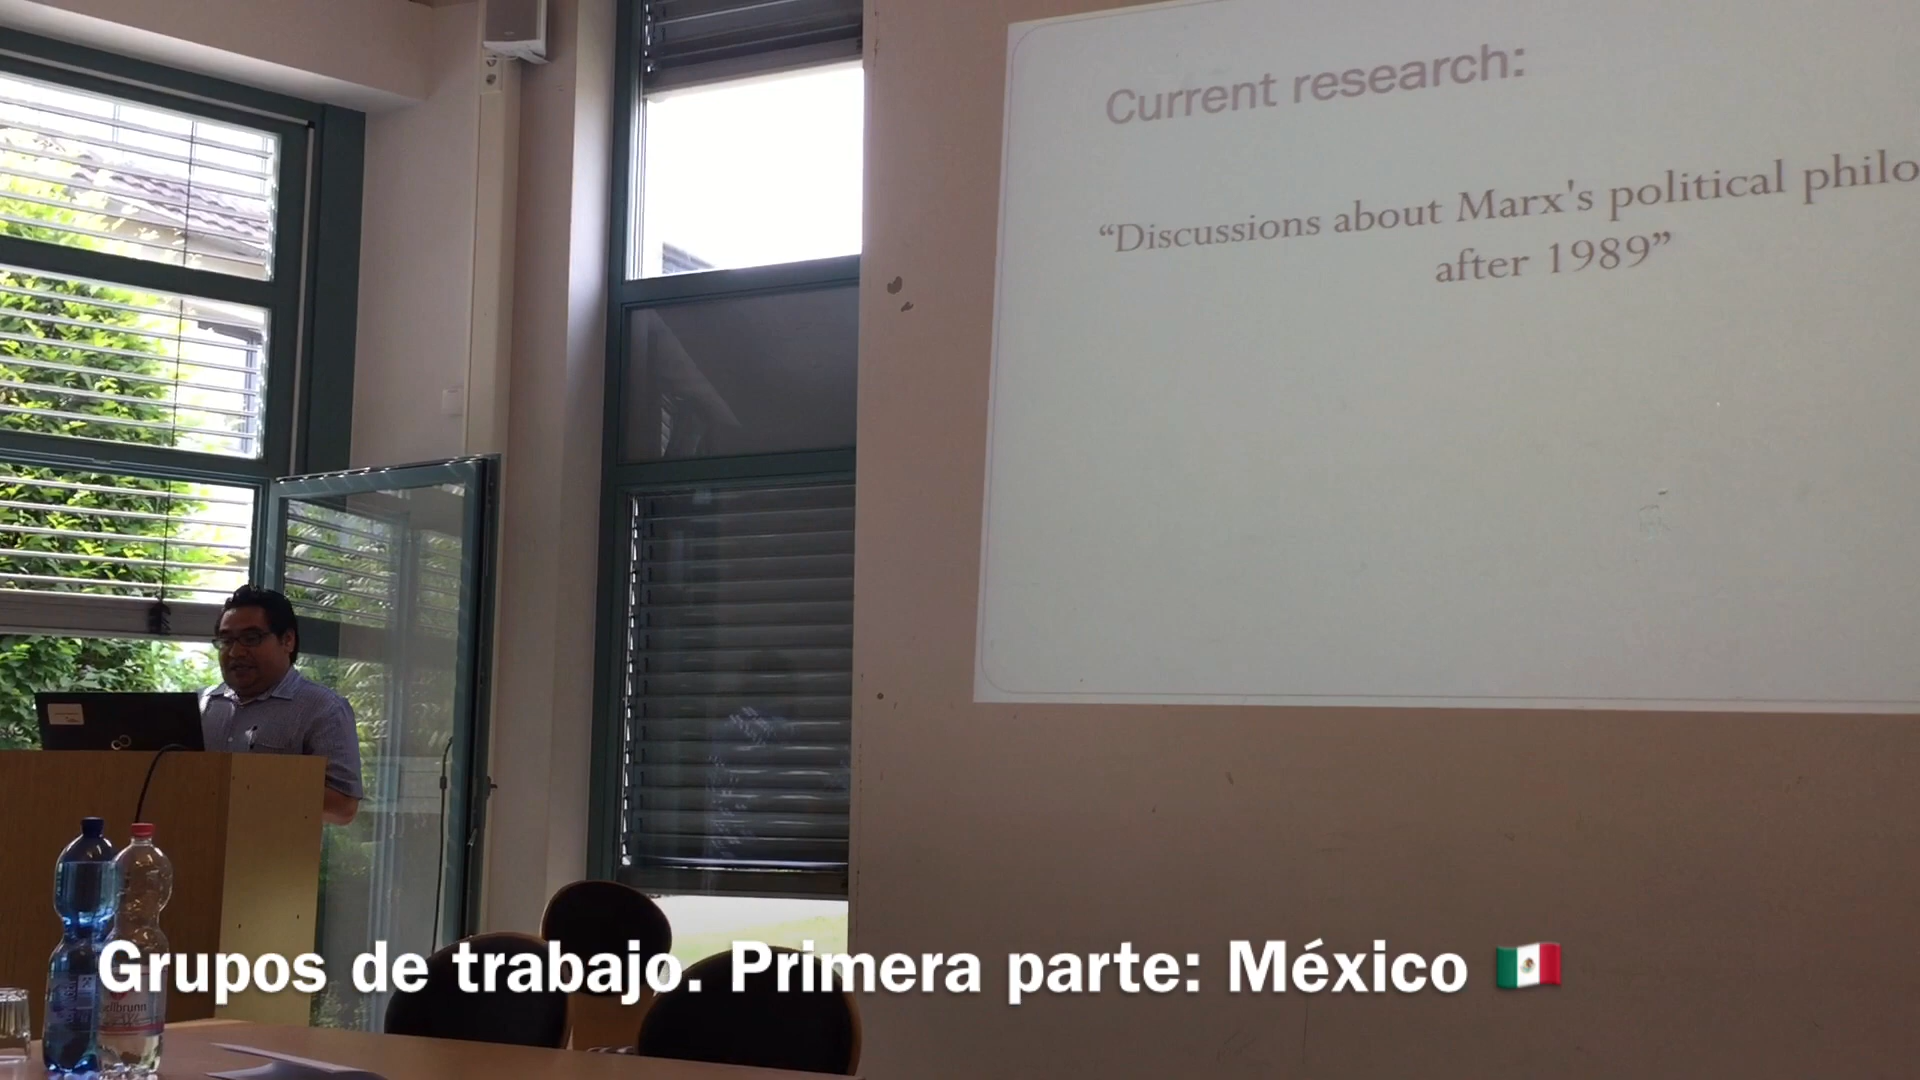 Current research:
“Discussions about Marx's political philo
after 1989”
Grupos de trabajo. Primera parte: México 🇲🇽